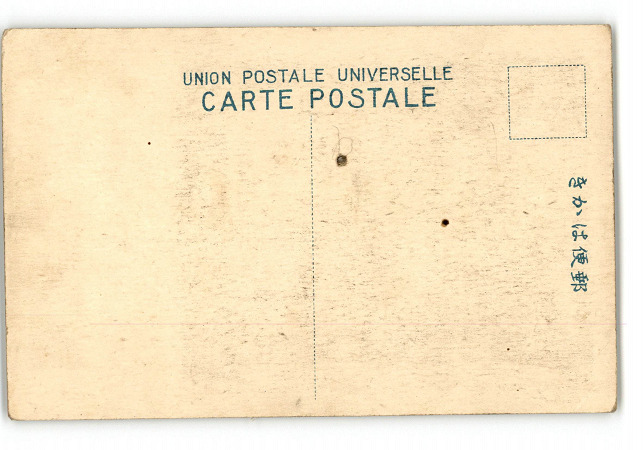 UNION POSTALE UNIVERSELLE
CARTE POSTALE
きかは便郵